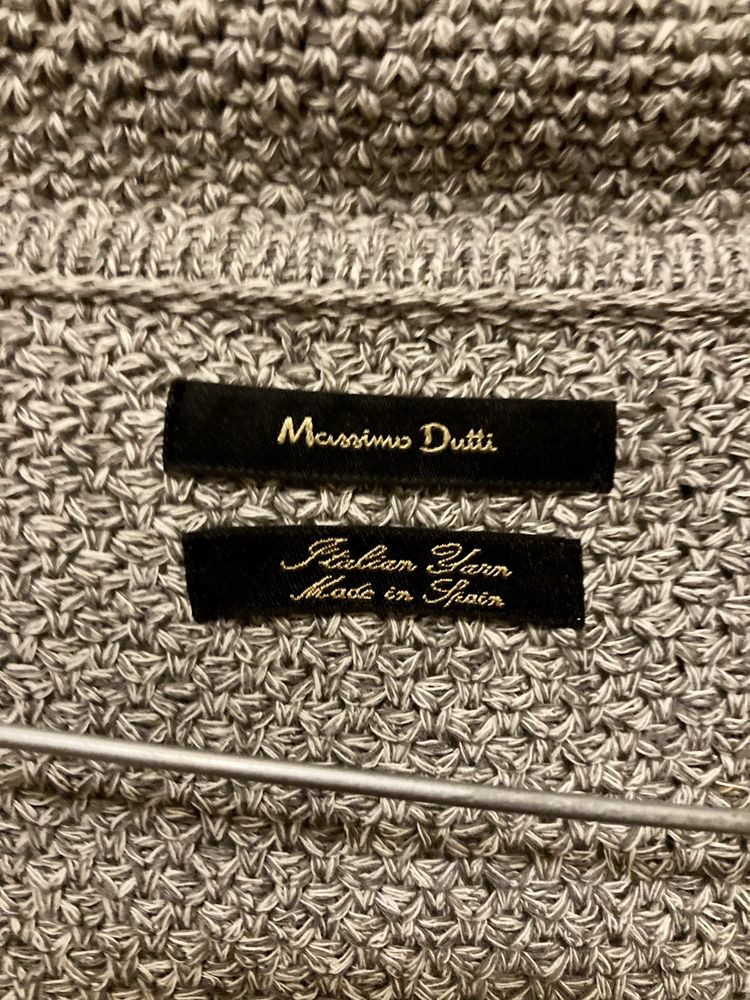 Massimo Dutti
Italian Yarn
Made in Spain